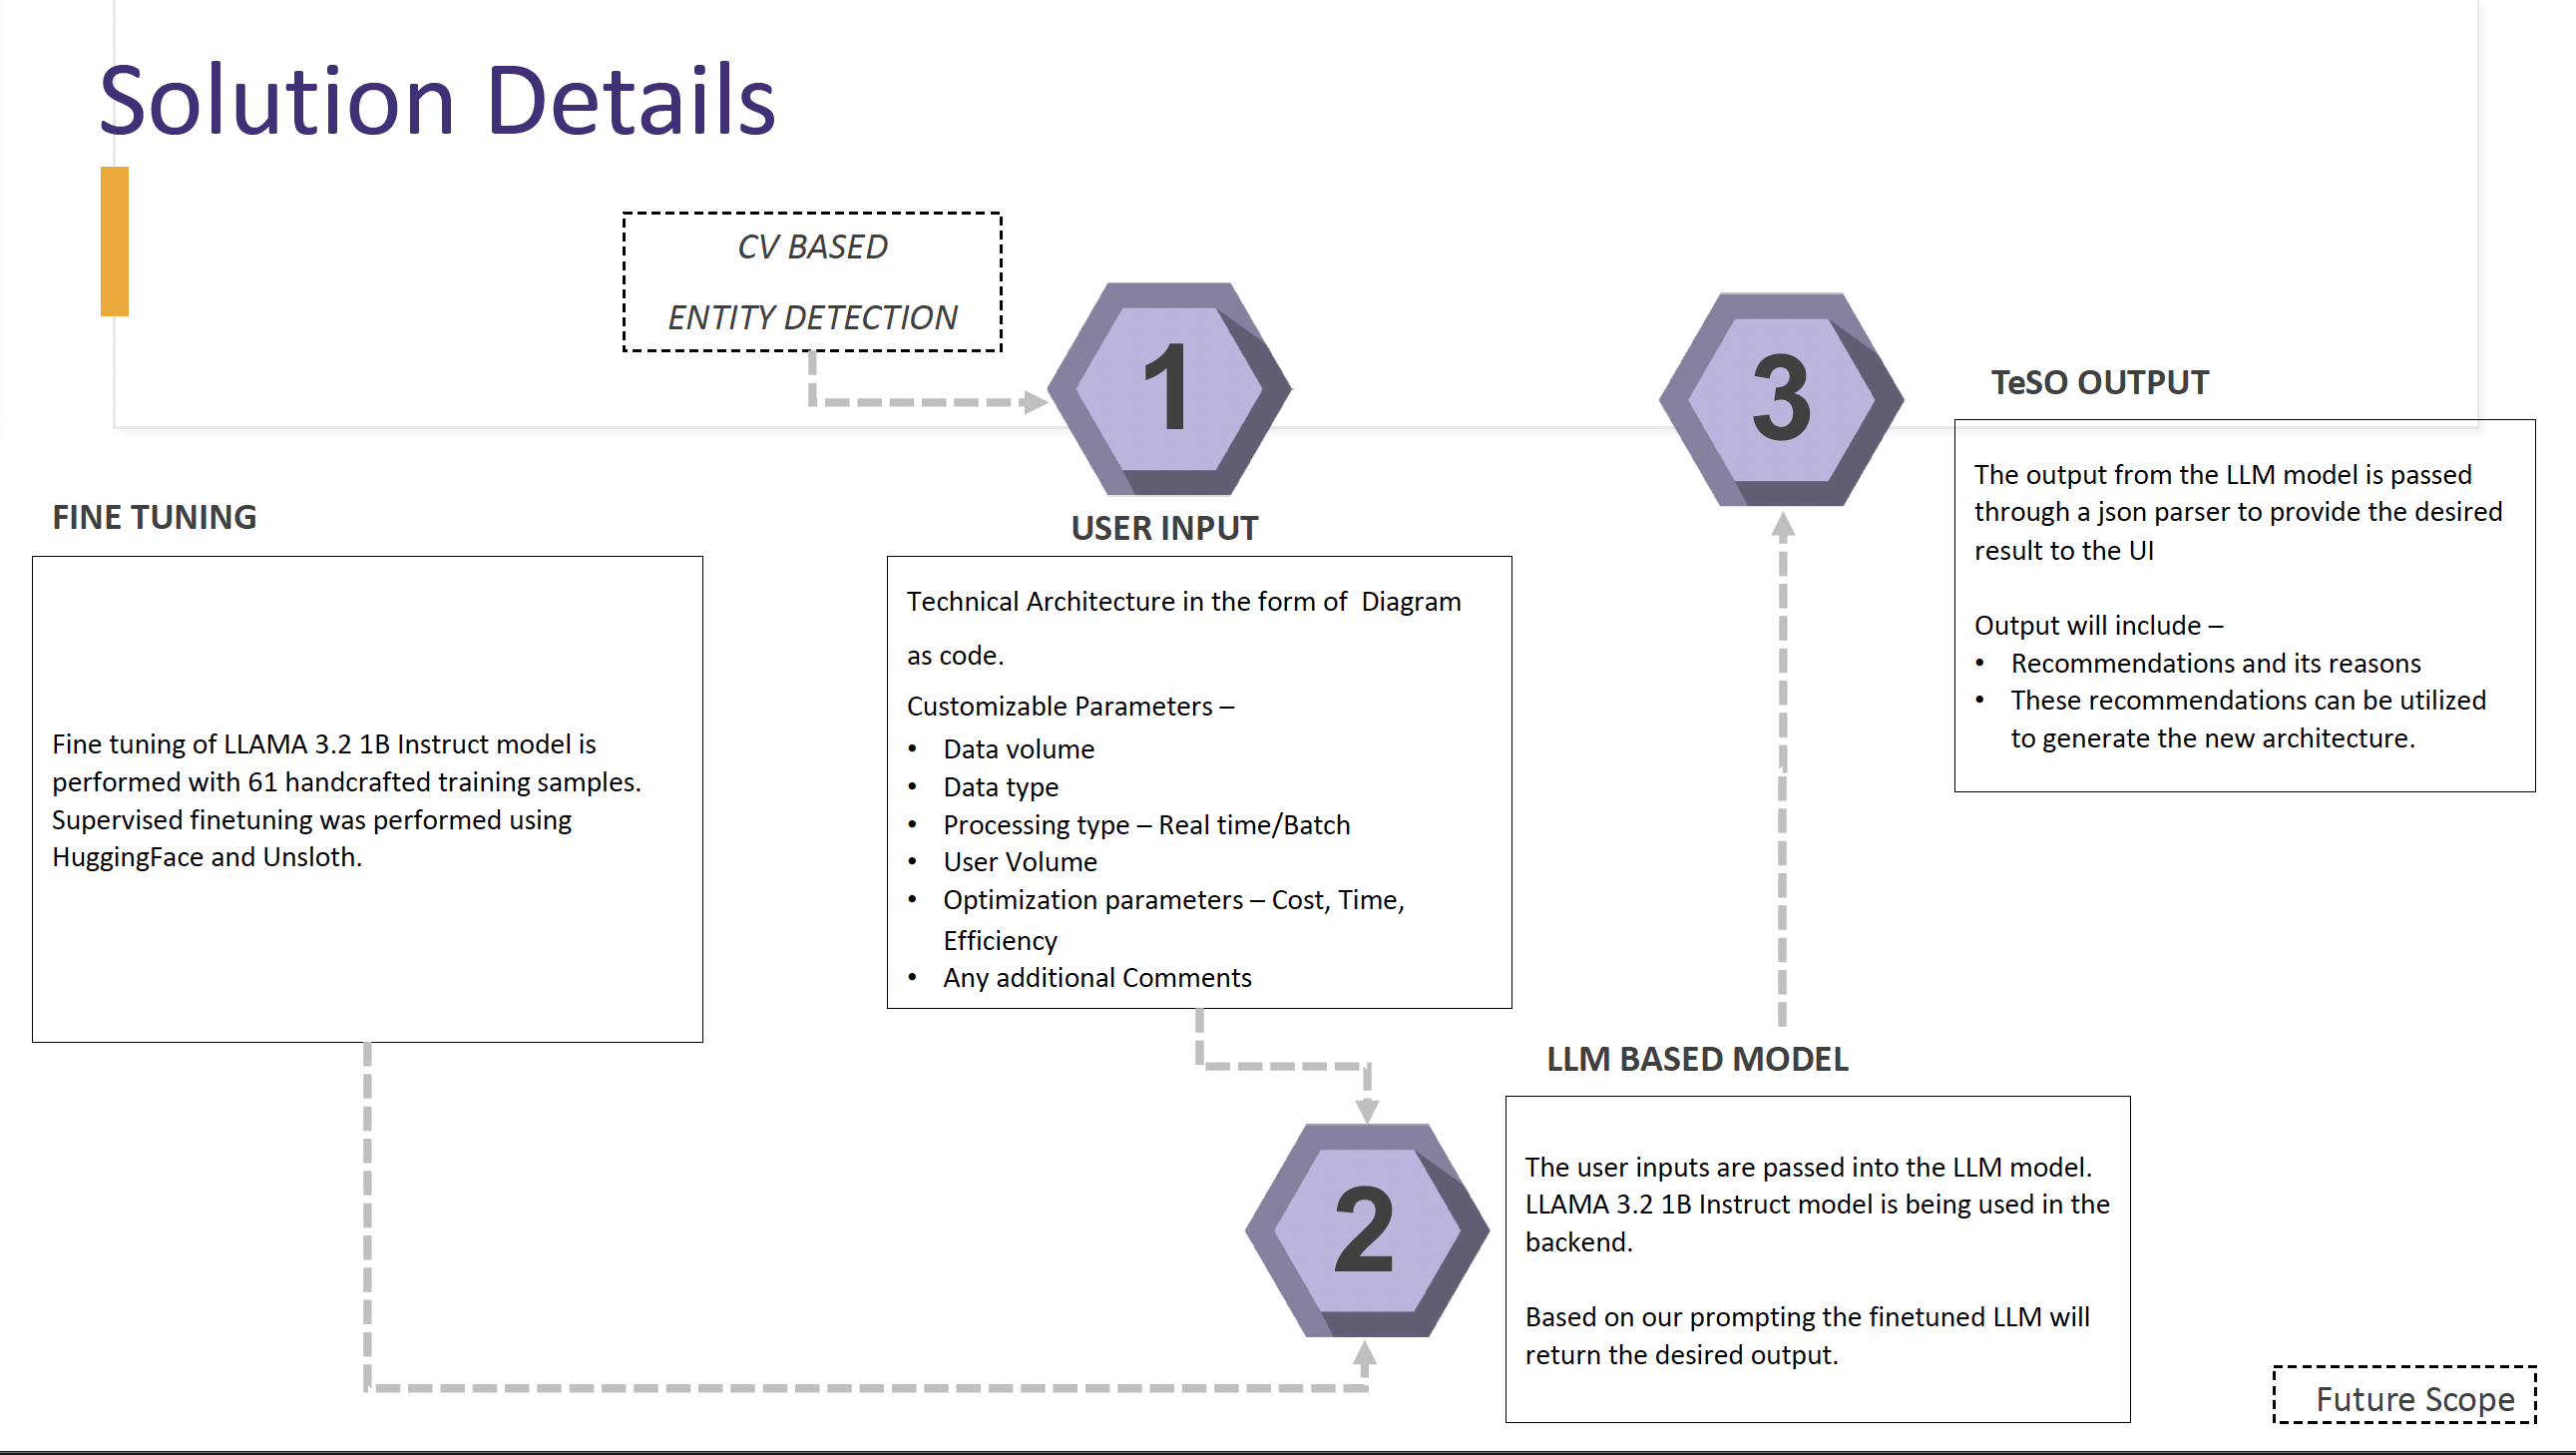 Solution Details
CV BASED
ENTITY DETECTION
1
3
TeSO OUTPUT
The output from the LLM model is passed
through a json parser to provide the desired
result to the UI
Output will include –
• Recommendations and its reasons
• These recommendations can be utilized
to generate the new architecture.
FINE TUNING
Fine tuning of LLAMA 3.2 1B Instruct model is
performed with 61 handcrafted training samples.
Supervised finetuning was performed using
HuggingFace and Unsloth.
USER INPUT
Technical Architecture in the form of  Diagram
as code.
Customizable Parameters –
• Data volume
• Data type
• Processing type – Real time/Batch
• User Volume
• Optimization parameters – Cost, Time,
Efficiency
• Any additional Comments
2
LLM BASED MODEL
The user inputs are passed into the LLM model.
LLAMA 3.2 1B Instruct model is being used in the
backend.
Based on our prompting the finetuned LLM will
return the desired output.
Future Scope